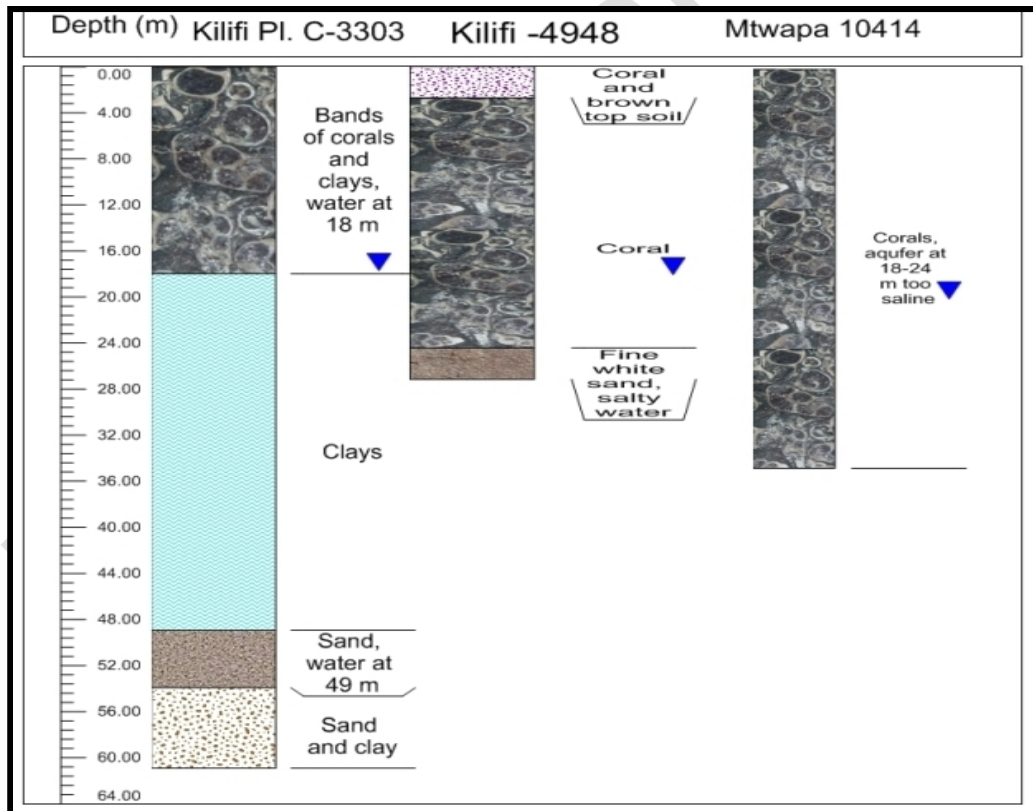 Depth (m) Kilifi Pl. C-3303 Kilifi -4948 Mtwapa 10414
0.00
4.00
8.00
12.00
16.00
20.00
24.00
28.00
32.00
36.00
40.00
44.00
48.00
52.00
56.00
60.00
64.00
Bands
of corals
and
clays,
water at
18 m
Clays
Sand,
water at
49 m
Sand
and clay
Coral
and
brown
top soil
Coral
Fine
white
sand,
salty
water
Corals,
aqufer at
18-24
m too
saline